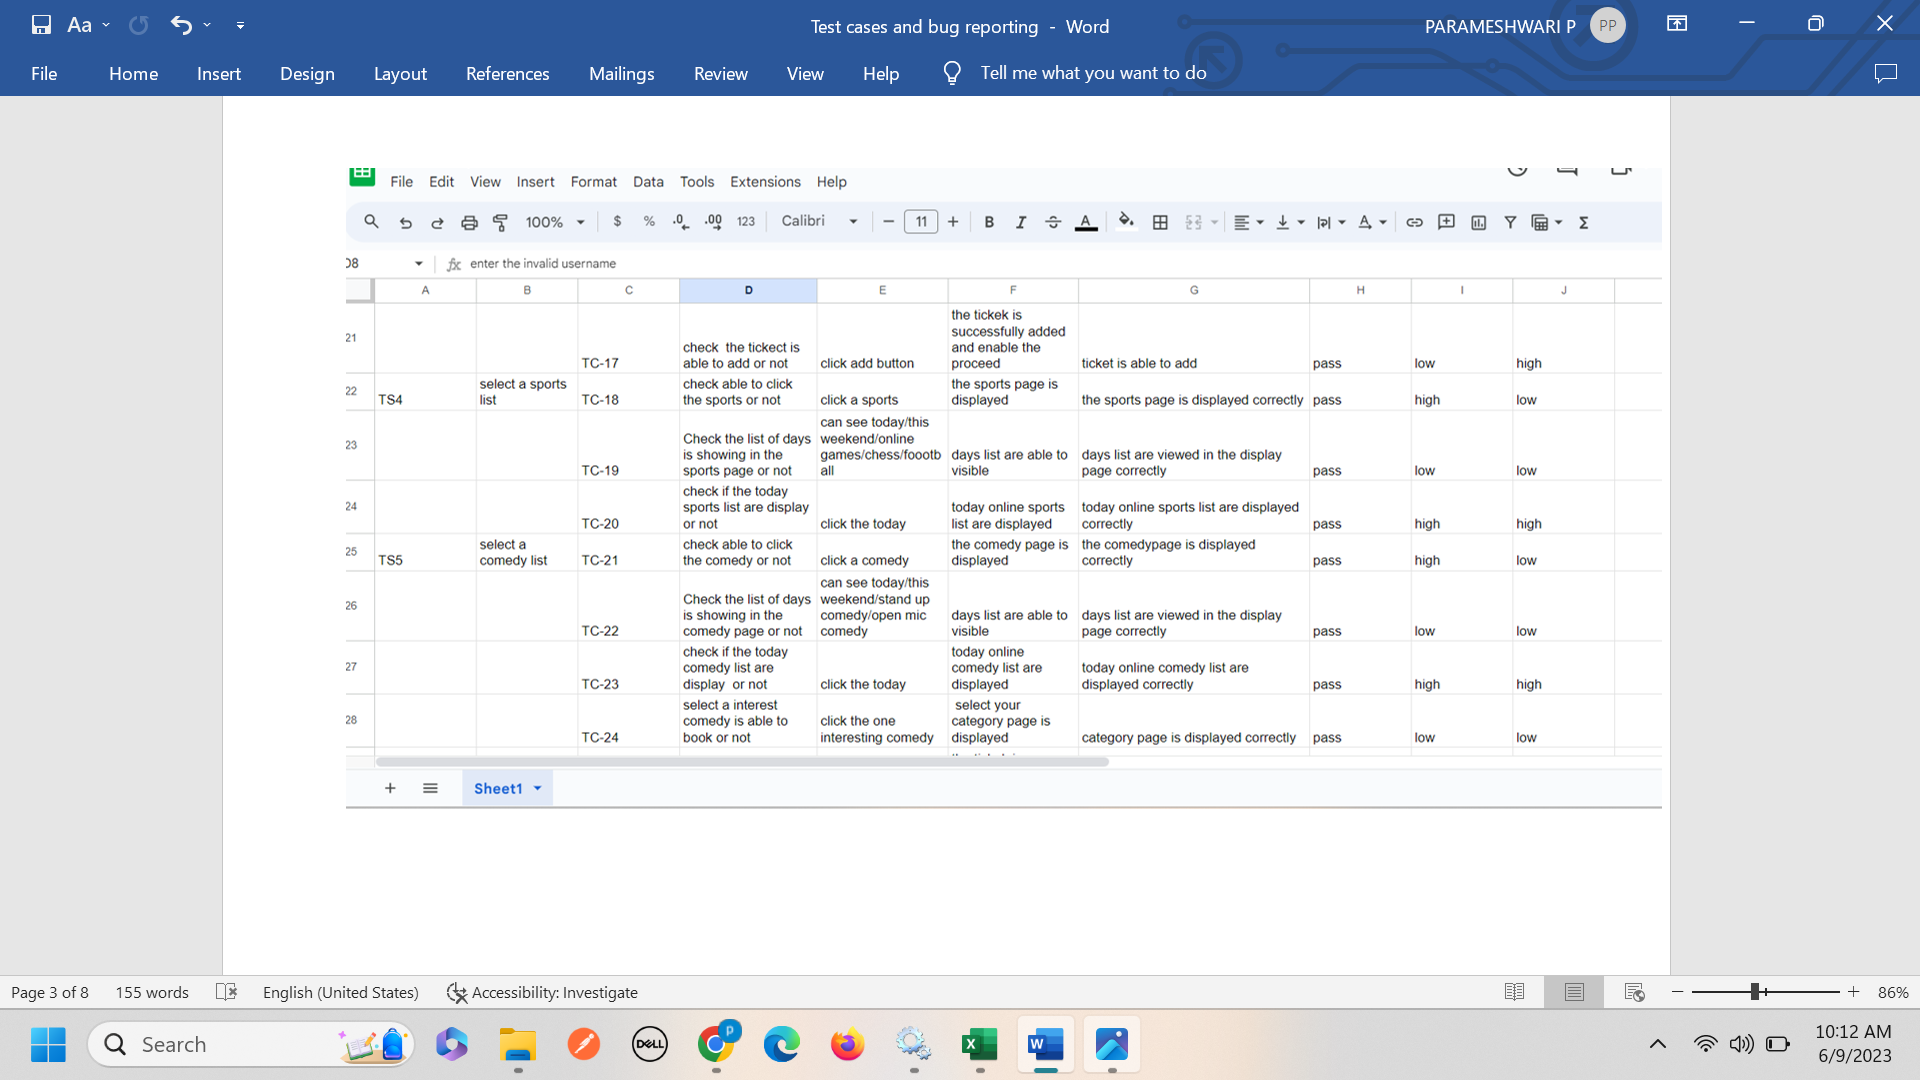 Aa
Test cases and bug reporting - Word
PARAMESHWARI P
PP
File
Home
Insert
Design
Layout
References
Mailings
Review
View
Help
Tell me what you want to do
File Edit View Insert Format Data Tools Extensions Help
100% $ % .0 .00 123 Calibri 11 B I A
fx enter the invalid username
A B C D E F G H I J
21
TC-17
check the tickect is
able to add or not
click add button
the tickek is
successfully added
and enable the
proceed
ticket is able to add
pass
low
high
22
TS4
select a sports
list
TC-18
check able to click
the sports or not
click a sports
the sports page is
displayed
the sports page is displayed correctly
pass
high
low
23
TC-19
Check the list of days
is showing in the
sports page or not
can see today/this
weekend/online
games/chess/foootb
all
days list are able to
visible
days list are viewed in the display
page correctly
pass
low
low
24
TC-20
check if the today
sports list are display
or not
click the today
today online sports
list are displayed
today online sports list are displayed
correctly
pass
high
high
25
TS5
select a
comedy list
TC-21
check able to click
the comedy or not
click a comedy
the comedy page is
displayed
the comedypage is displayed
correctly
pass
high
low
26
TC-22
Check the list of days
is showing in the
comedy page or not
can see today/this
weekend/stand up
comedy/open mic
comedy
days list are able to
visible
days list are viewed in the display
page correctly
pass
low
low
27
TC-23
check if the today
comedy list are
display or not
click the today
today online
comedy list are
displayed
today online comedy list are
displayed correctly
pass
high
high
28
TC-24
select a interest
comedy is able to
book or not
click the one
interesting comedy
select your
category page is
displayed
category page is displayed correctly
pass
low
low
+ Sheet1
Page 3 of 8
155 words
English (United States)
Accessibility: Investigate
86%
Search
DELL
10:12 AM
6/9/2023